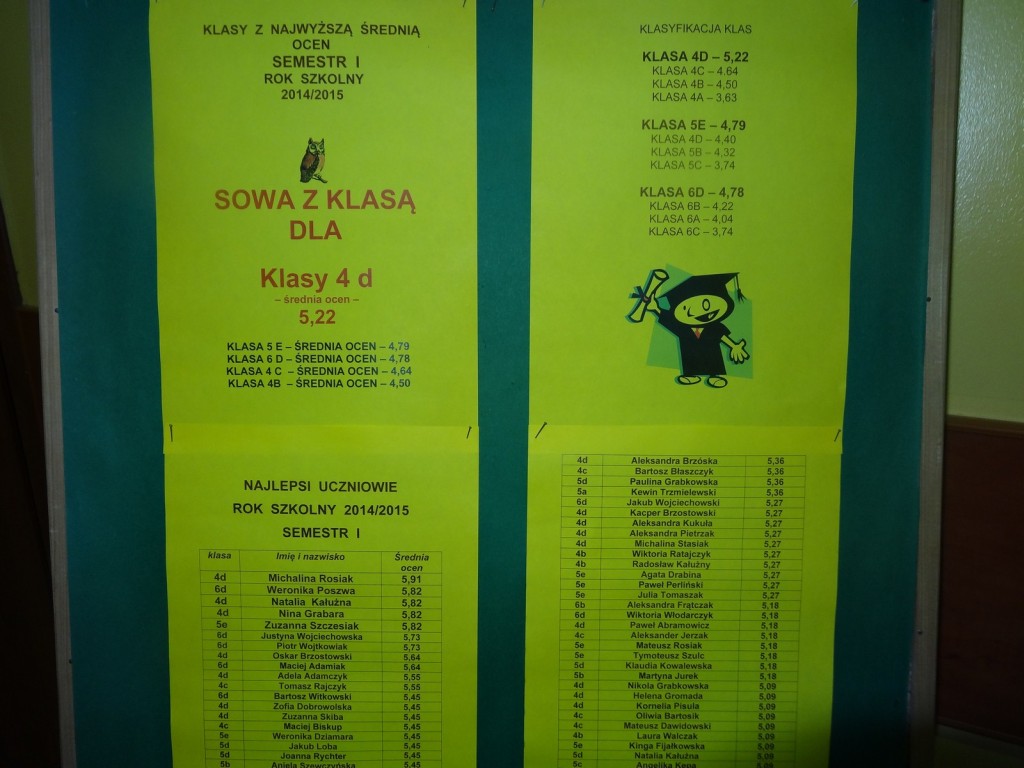 KLASY Z NAJWYŻSZĄ ŚREDNIĄ
OCEN
SEMESTR I
ROK SZKOLNY
2014/2015
SOWA Z KLASĄ
DLA
Klasy 4 d
– średnia ocen –
5,22
KLASA 5 E – ŚREDNIA OCEN – 4,79
KLASA 6 D – ŚREDNIA OCEN – 4,78
KLASA 4 C – ŚREDNIA OCEN – 4,64
KLASA 4B – ŚREDNIA OCEN – 4,50
NAJLEPSI UCZNIOWIE
ROK SZKOLNY 2014/2015
SEMESTR I
klasa Imię i nazwisko Średnia
ocen
4d Michalina Rosiak 5,91
6d Weronika Poszwa 5,82
4d Natalia Kałużna 5,82
4d Nina Grabara 5,82
5e Zuzanna Szczesiak 5,82
6d Justyna Wojciechowska 5,73
6d Piotr Wojtkowiak 5,73
4d Oskar Brzostowski 5,64
6d Maciej Adamiak 5,64
4d Adela Adamczyk 5,55
4c Tomasz Rajczyk 5,55
6d Bartosz Witkowski 5,45
4d Zofia Dobrowolska 5,45
4d Zuzanna Skiba 5,45
4c Maciej Biskup 5,45
5e Weronika Dziamara 5,45
5d Jakub Loba 5,45
5d Joanna Rychter 5,45
5b Aniela Szewczyńska 5,45
KLASYFIKACJA KLAS
KLASA 4D – 5,22
KLASA 4C – 4.64
KLASA 4B – 4,50
KLASA 4A – 3,63
KLASA 5E – 4,79
KLASA 4D – 4,40
KLASA 5B – 4,32
KLASA 5C – 3,74
KLASA 6D – 4,78
KLASA 6B – 4,22
KLASA 6A – 4,04
KLASA 6C – 3,74
4d Aleksandra Brzóska 5,36
4c Bartosz Błaszczyk 5,36
5d Paulina Grabkowska 5,36
5a Kewin Trzmielewski 5,36
6d Jakub Wojciechowski 5,27
4d Kacper Brzostowski 5,27
4d Aleksandra Kukuła 5,27
4d Aleksandra Pietrzak 5,27
4d Michalina Stasiak 5,27
4b Wiktoria Ratajczyk 5,27
4b Radosław Kałużny 5,27
5e Agata Drabina 5,27
5e Paweł Perliński 5,27
5e Julia Tomaszak 5,27
6b Aleksandra Frątczak 5,18
6d Wiktoria Włodarczyk 5,18
4d Paweł Abramowicz 5,18
4c Aleksander Jerzak 5,18
5e Mateusz Rosiak 5,18
5e Tymoteusz Szulc 5,18
5d Klaudia Kowalewska 5,18
5b Martyna Jurek 5,18
4d Nikola Grabkowska 5,09
4d Helena Gromada 5,09
4d Kornelia Pisula 5,09
4c Oliwia Bartosik 5,09
4c Mateusz Dawidowski 5,09
4b Laura Walczak 5,09
5e Kinga Fijałkowska 5,09
5d Natalia Kałużna 5,09
5c Angelika Kępa 5,09